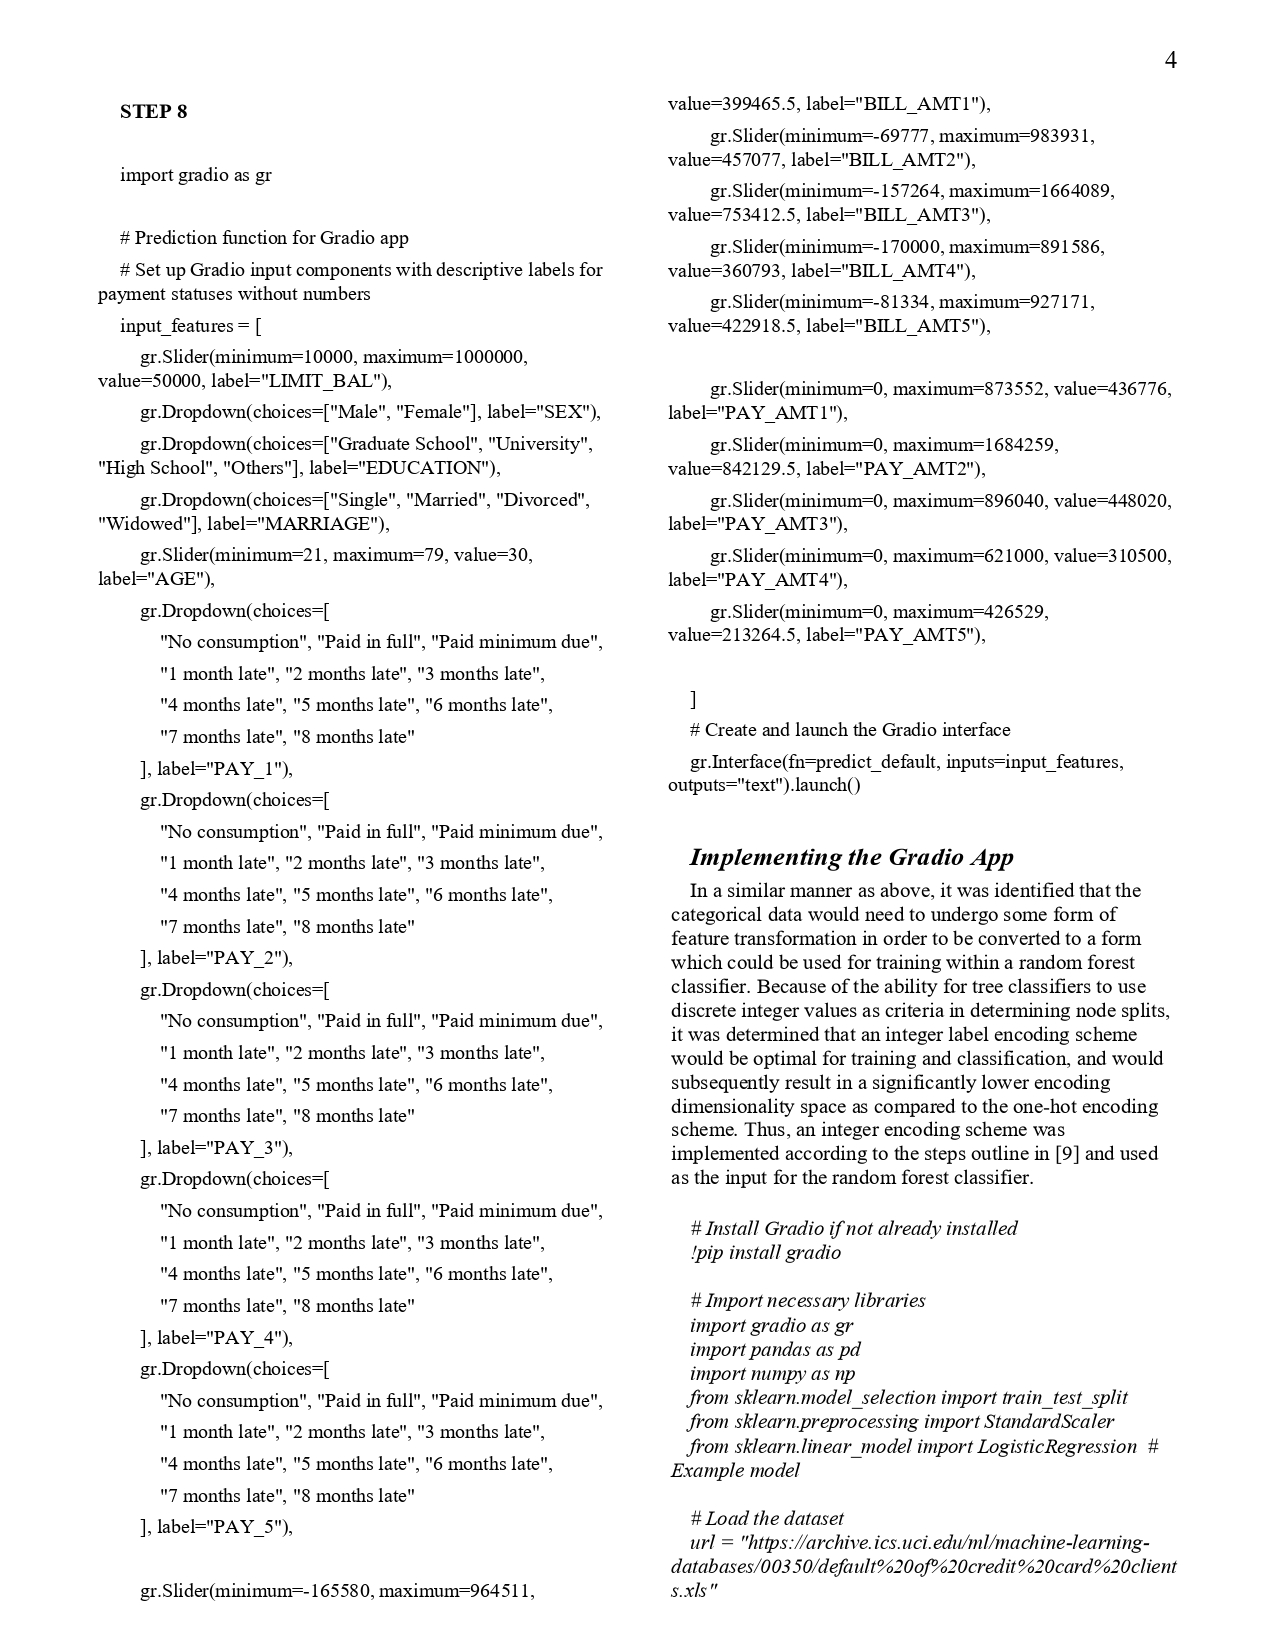 4
STEP 8
import gradio as gr
# Prediction function for Gradio app
# Set up Gradio input components with descriptive labels for
payment statuses without numbers
input_features = [
gr.Slider(minimum=10000, maximum=1000000,
value=50000, label="LIMIT_BAL"),
gr.Dropdown(choices=["Male", "Female"], label="SEX"),
gr.Dropdown(choices=["Graduate School", "University",
"High School", "Others"], label="EDUCATION"),
gr.Dropdown(choices=["Single", "Married", "Divorced",
"Widowed"], label="MARRIAGE"),
gr.Slider(minimum=21, maximum=79, value=30,
label="AGE"),
gr.Dropdown(choices=[
"No consumption", "Paid in full", "Paid minimum due",
"1 month late", "2 months late", "3 months late",
"4 months late", "5 months late", "6 months late",
"7 months late", "8 months late"
], label="PAY_1"),
gr.Dropdown(choices=[
"No consumption", "Paid in full", "Paid minimum due",
"1 month late", "2 months late", "3 months late",
"4 months late", "5 months late", "6 months late",
"7 months late", "8 months late"
], label="PAY_2"),
gr.Dropdown(choices=[
"No consumption", "Paid in full", "Paid minimum due",
"1 month late", "2 months late", "3 months late",
"4 months late", "5 months late", "6 months late",
"7 months late", "8 months late"
], label="PAY_3"),
gr.Dropdown(choices=[
"No consumption", "Paid in full", "Paid minimum due",
"1 month late", "2 months late", "3 months late",
"4 months late", "5 months late", "6 months late",
"7 months late", "8 months late"
], label="PAY_4"),
gr.Dropdown(choices=[
"No consumption", "Paid in full", "Paid minimum due",
"1 month late", "2 months late", "3 months late",
"4 months late", "5 months late", "6 months late",
"7 months late", "8 months late"
], label="PAY_5"),
gr.Slider(minimum=-165580, maximum=964511,
value=399465.5, label="BILL_AMT1"),
gr.Slider(minimum=-69777, maximum=983931,
value=457077, label="BILL_AMT2"),
gr.Slider(minimum=-157264, maximum=1664089,
value=753412.5, label="BILL_AMT3"),
gr.Slider(minimum=-170000, maximum=891586,
value=360793, label="BILL_AMT4"),
gr.Slider(minimum=-81334, maximum=927171,
value=422918.5, label="BILL_AMT5"),
gr.Slider(minimum=0, maximum=873552, value=436776,
label="PAY_AMT1"),
gr.Slider(minimum=0, maximum=1684259,
value=842129.5, label="PAY_AMT2"),
gr.Slider(minimum=0, maximum=896040, value=448020,
label="PAY_AMT3"),
gr.Slider(minimum=0, maximum=621000, value=310500,
label="PAY_AMT4"),
gr.Slider(minimum=0, maximum=426529,
value=213264.5, label="PAY_AMT5"),
]
# Create and launch the Gradio interface
gr.Interface(fn=predict_default, inputs=input_features,
outputs="text").launch()
Implementing the Gradio App
In a similar manner as above, it was identified that the
categorical data would need to undergo some form of
feature transformation in order to be converted to a form
which could be used for training within a random forest
classifier. Because of the ability for tree classifiers to use
discrete integer values as criteria in determining node splits,
it was determined that an integer label encoding scheme
would be optimal for training and classification, and would
subsequently result in a significantly lower encoding
dimensionality space as compared to the one-hot encoding
scheme. Thus, an integer encoding scheme was
implemented according to the steps outline in [9] and used
as the input for the random forest classifier.
# Install Gradio if not already installed
!pip install gradio
# Import necessary libraries
import gradio as gr
import pandas as pd
import numpy as np
from sklearn.model_selection import train_test_split
from sklearn.preprocessing import StandardScaler
from sklearn.linear_model import LogisticRegression  #
Example model
# Load the dataset
url = "https://archive.ics.uci.edu/ml/machine-learning-
databases/00350/default%20of%20credit%20card%20client
s.xls"